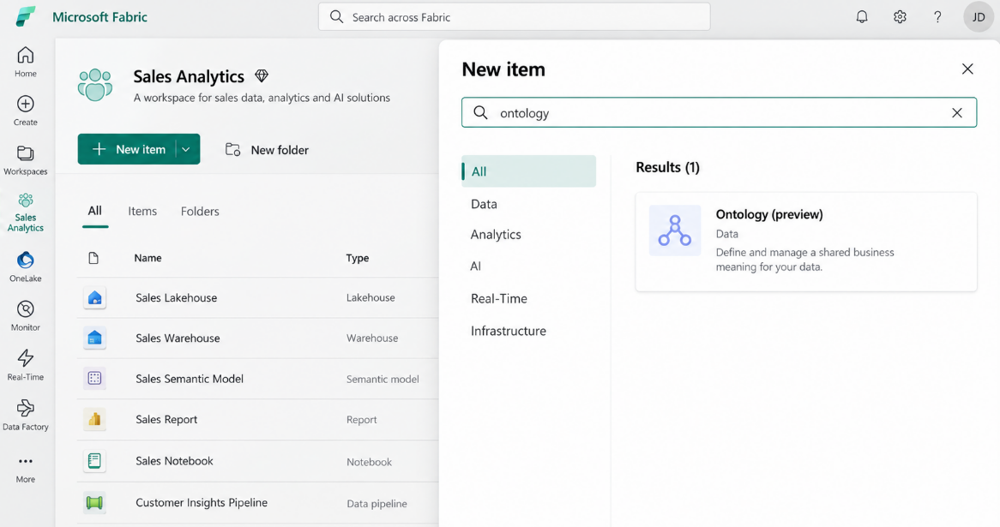 Microsoft Fabric
Search across Fabric
?
JD
Home
Create
Workspaces
Sales
Analytics
OneLake
Monitor
Real-Time
Data Factory
More
Sales Analytics
A workspace for sales data, analytics and AI solutions
New item
New folder
All Items Folders
Name Type
Sales Lakehouse Lakehouse
Sales Warehouse Warehouse
Sales Semantic Model Semantic model
Sales Report Report
Sales Notebook Notebook
Customer Insights Pipeline Data pipeline
New item
ontology
All
Data
Analytics
AI
Real-Time
Infrastructure
Results (1)
Ontology (preview)
Data
Define and manage a shared business
meaning for your data.